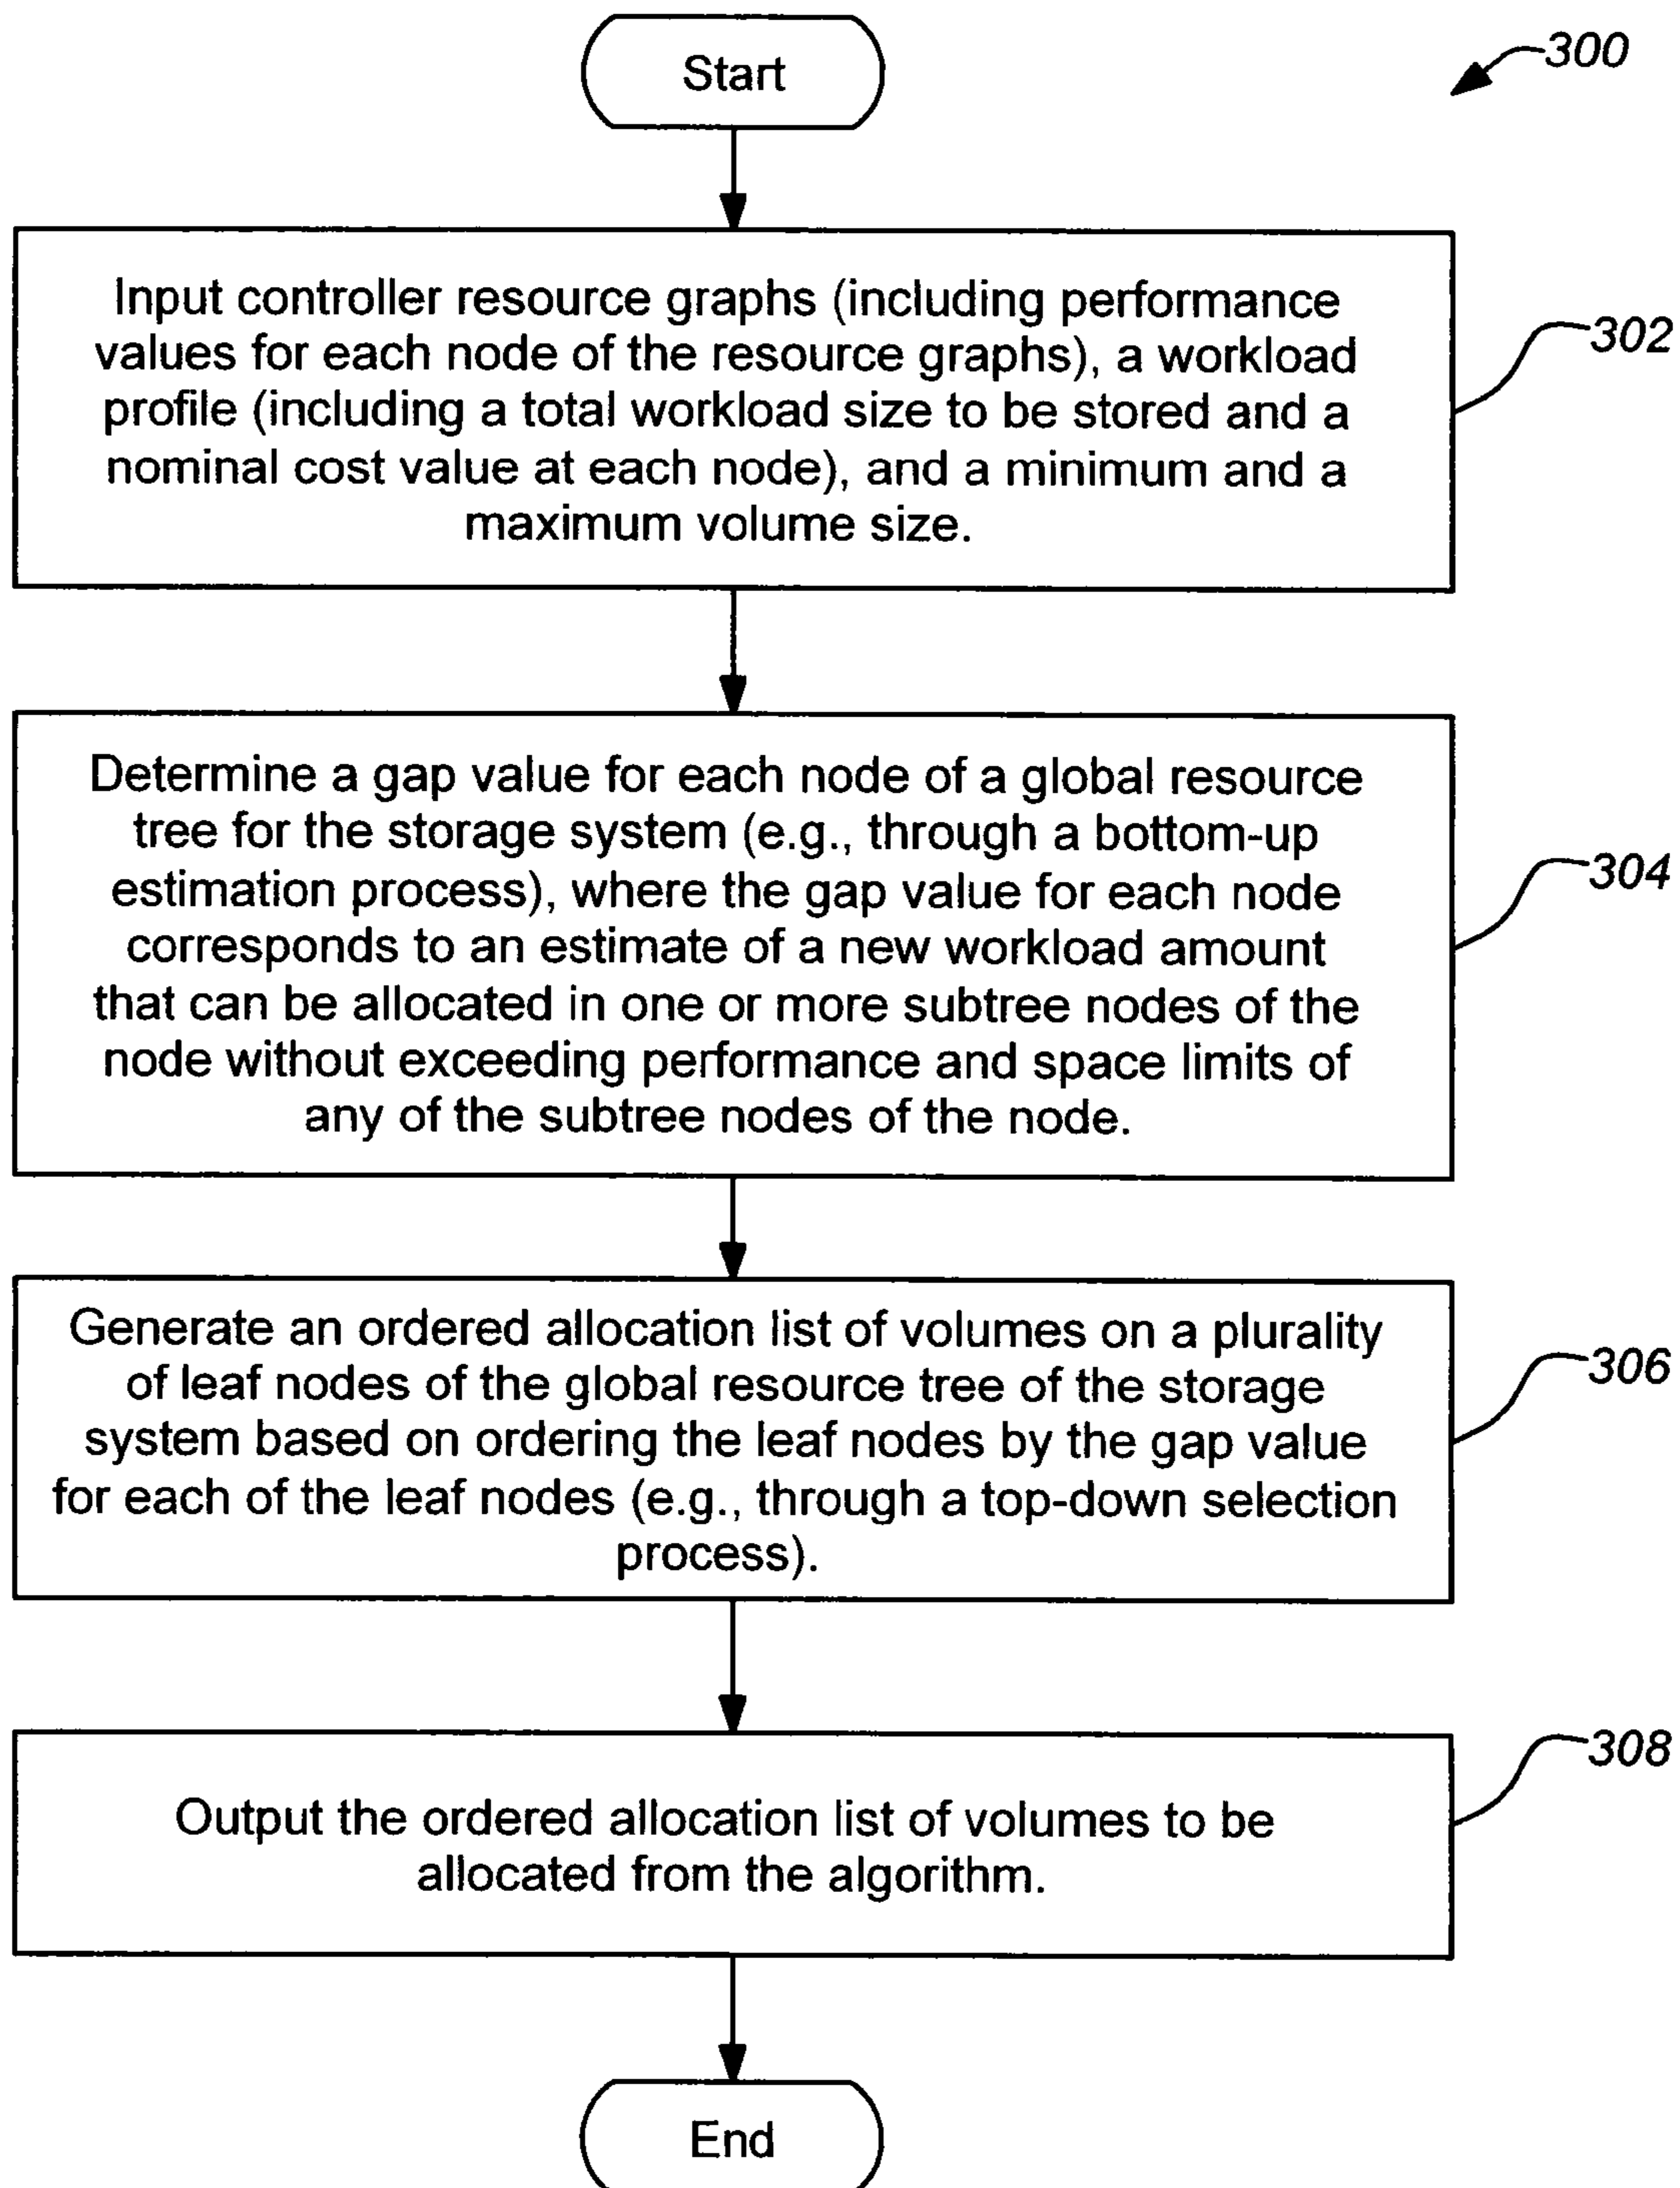 Start
300
Input controller resource graphs (including performance
values for each node of the resource graphs), a workload
profile (including a total workload size to be stored and a
nominal cost value at each node), and a minimum and a
maximum volume size.
302
Determine a gap value for each node of a global resource
tree for the storage system (e.g., through a bottom-up
estimation process), where the gap value for each node
corresponds to an estimate of a new workload amount
that can be allocated in one or more subtree nodes of the
node without exceeding performance and space limits of
any of the subtree nodes of the node.
304
Generate an ordered allocation list of volumes on a plurality
of leaf nodes of the global resource tree of the storage
system based on ordering the leaf nodes by the gap value
for each of the leaf nodes (e.g., through a top-down selection
process).
306
Output the ordered allocation list of volumes to be
allocated from the algorithm.
308
End